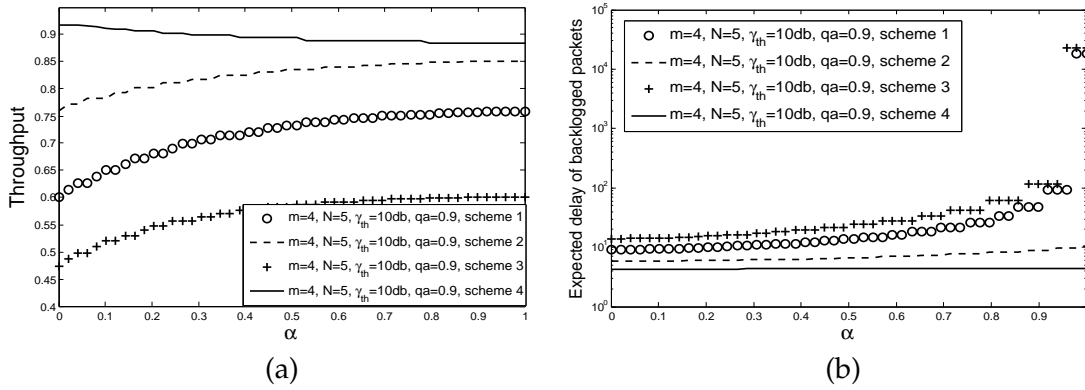 Throughput
0.9
0.85
0.8
0.75
0.7
0.65
0.6
0.55
0.5
0.45
0.4
0 0.1 0.2 0.3 0.4 0.5 0.6 0.7 0.8 0.9 1
α
m=4, N=5, γth=10db, qa=0.9, scheme 1
m=4, N=5, γth=10db, qa=0.9, scheme 2
m=4, N=5, γth=10db, qa=0.9, scheme 3
m=4, N=5, γth=10db, qa=0.9, scheme 4
(a)
Expected delay of backlogged packets
10^5
10^4
10^3
10^2
10^1
10^0
0 0.1 0.2 0.3 0.4 0.5 0.6 0.7 0.8 0.9
α
m=4, N=5, γth=10db, qa=0.9, scheme 1
m=4, N=5, γth=10db, qa=0.9, scheme 2
m=4, N=5, γth=10db, qa=0.9, scheme 3
m=4, N=5, γth=10db, qa=0.9, scheme 4
(b)